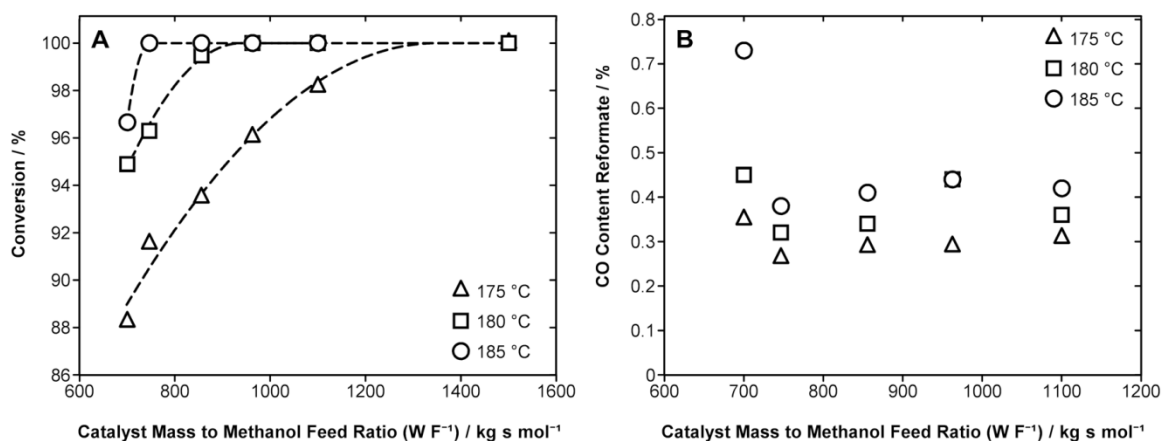 A
Conversion / %
100
98
96
94
92
90
88
86
600
800
1000
1200
1400
1600
175 °C
180 °C
185 °C
Catalyst Mass to Methanol Feed Ratio (W F⁻¹) / kg s mol⁻¹
B
CO Content Reformate / %
0.8
0.7
0.6
0.5
0.4
0.3
0.2
0.1
0
600
700
800
900
1000
1100
1200
175 °C
180 °C
185 °C
Catalyst Mass to Methanol Feed Ratio (W F⁻¹) / kg s mol⁻¹